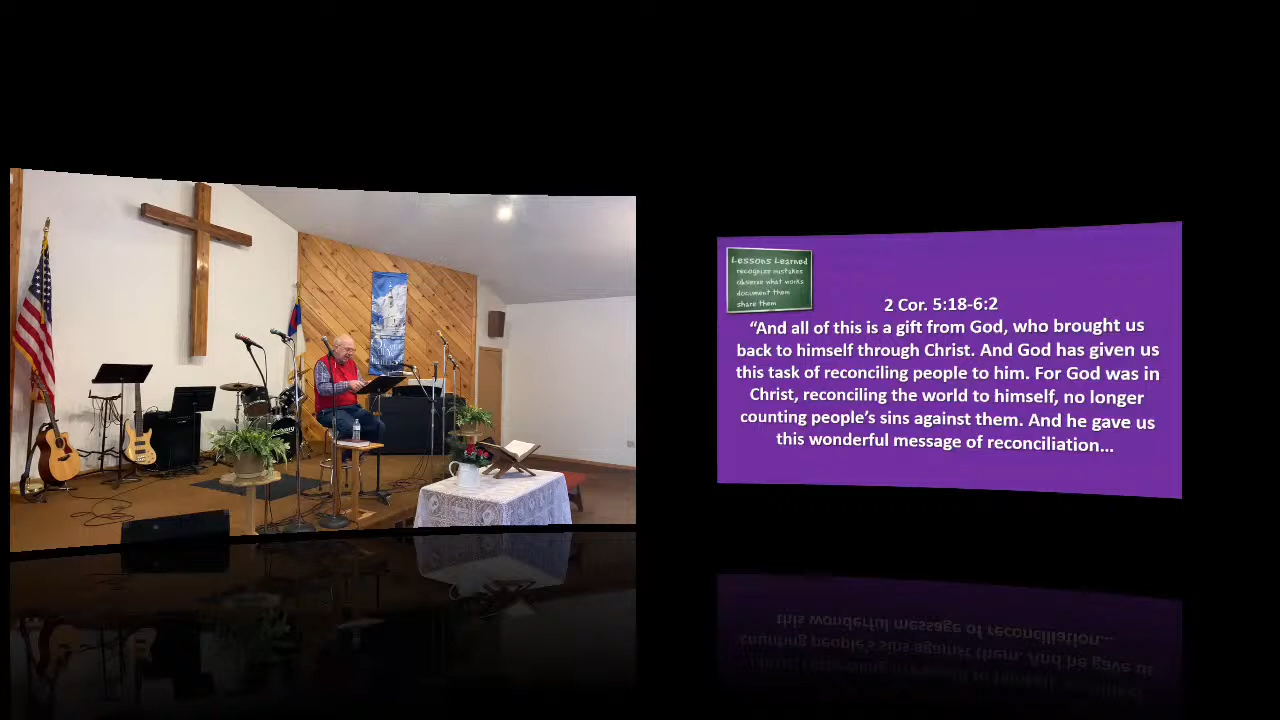 Lessons Learned
recognize mistakes
observe what works
document them
share them
2 Cor. 5:18-6:2
“And all of this is a gift from God, who brought us
back to himself through Christ. And God has given us
this task of reconciling people to him. For God was in
Christ, reconciling the world to himself, no longer
counting people’s sins against them. And he gave us
this wonderful message of reconciliation...